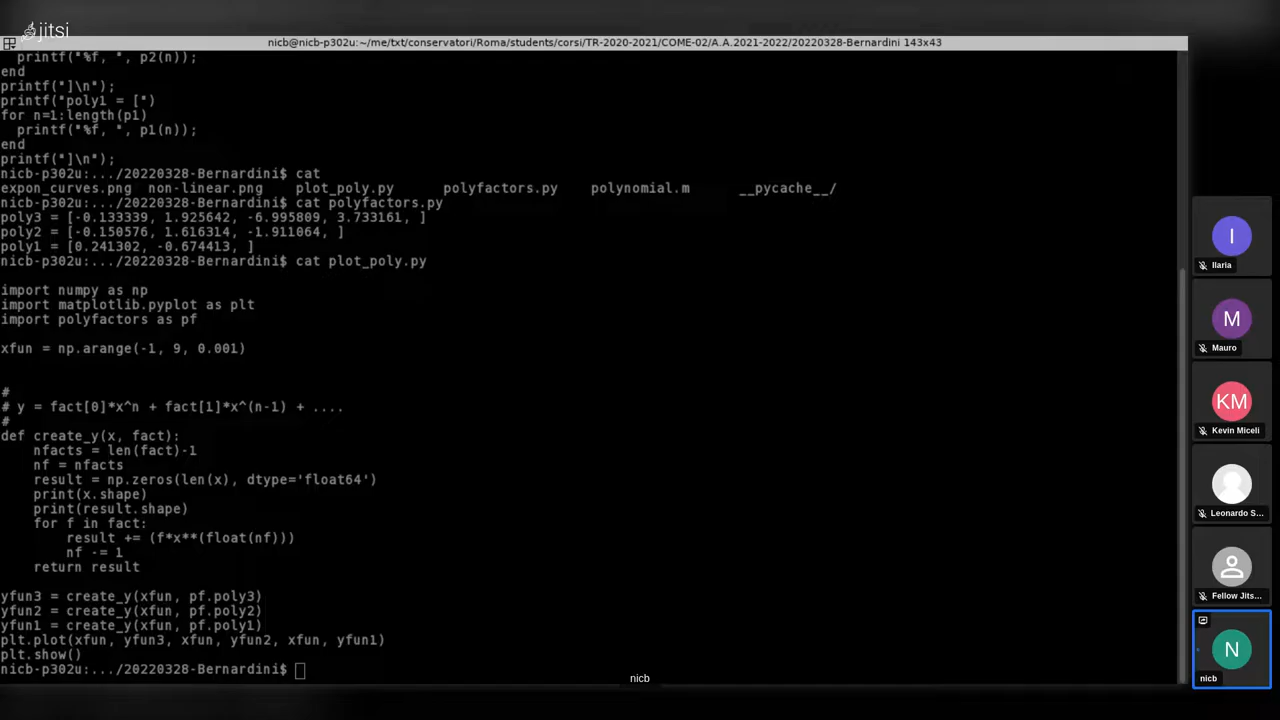 jitsi
nicb@nicb-p302u:~/me/txt/conservatori/Roma/students/corsi/TR-2020-2021/COME-02/A.A.2021-2022/20220328-Bernardini 143x43
  printf("%f, ", p2(n));
end
printf("]\n");
printf("poly1 = [")
for n=1:length(p1)
  printf("%f, ", p1(n));
end
printf("]\n");
nicb-p302u:.../20220328-Bernardini$ cat
expon_curves.png  non-linear.png    plot_poly.py      polyfactors.py    polynomial.m      __pycache__/
nicb-p302u:.../20220328-Bernardini$ cat polyfactors.py
poly3 = [-0.133339, 1.925642, -6.995809, 3.733161, ]
poly2 = [-0.150576, 1.616314, -1.911064, ]
poly1 = [0.241302, -0.674413, ]
nicb-p302u:.../20220328-Bernardini$ cat plot_poly.py
import numpy as np
import matplotlib.pyplot as plt
import polyfactors as pf
xfun = np.arange(-1, 9, 0.001)
#
# y = fact[0]*x^n + fact[1]*x^(n-1) + ....
#
def create_y(x, fact):
    nfacts = len(fact)-1
    nf = nfacts
    result = np.zeros(len(x), dtype='float64')
    print(x.shape)
    print(result.shape)
    for f in fact:
        result += (f*x**(float(nf)))
        nf -= 1
    return result
yfun3 = create_y(xfun, pf.poly3)
yfun2 = create_y(xfun, pf.poly2)
yfun1 = create_y(xfun, pf.poly1)
plt.plot(xfun, yfun3, xfun, yfun2, xfun, yfun1)
plt.show()
nicb-p302u:.../20220328-Bernardini$
nicb
I
Ilaria
M
Mauro
KM
Kevin Miceli
Leonardo S...
Fellow Jits...
N
nicb